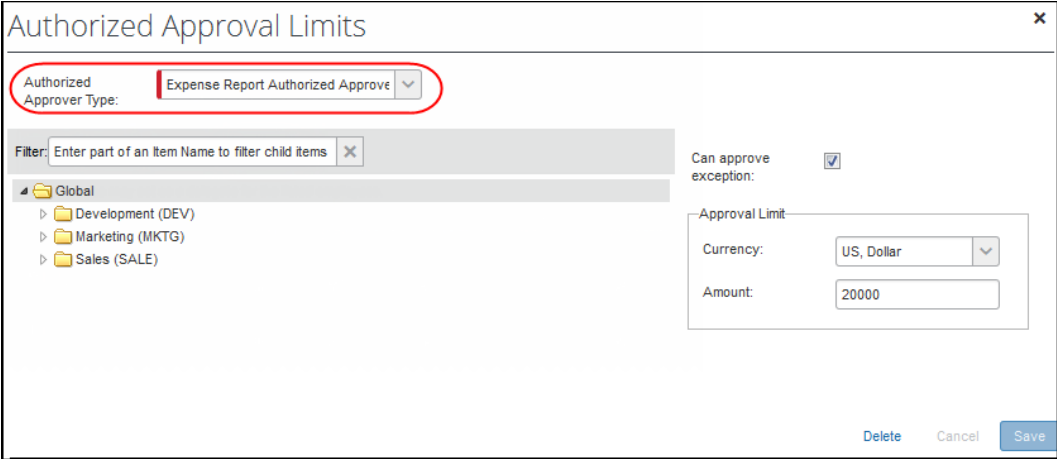 Authorized Approval Limits
Authorized
Approver Type:
Expense Report Authorized Approve
Filter: Enter part of an Item Name to filter child items
Global
Development (DEV)
Marketing (MKTG)
Sales (SALE)
Can approve
exception:
Approval Limit
Currency:
US, Dollar
Amount:
20000
Delete
Cancel
Save